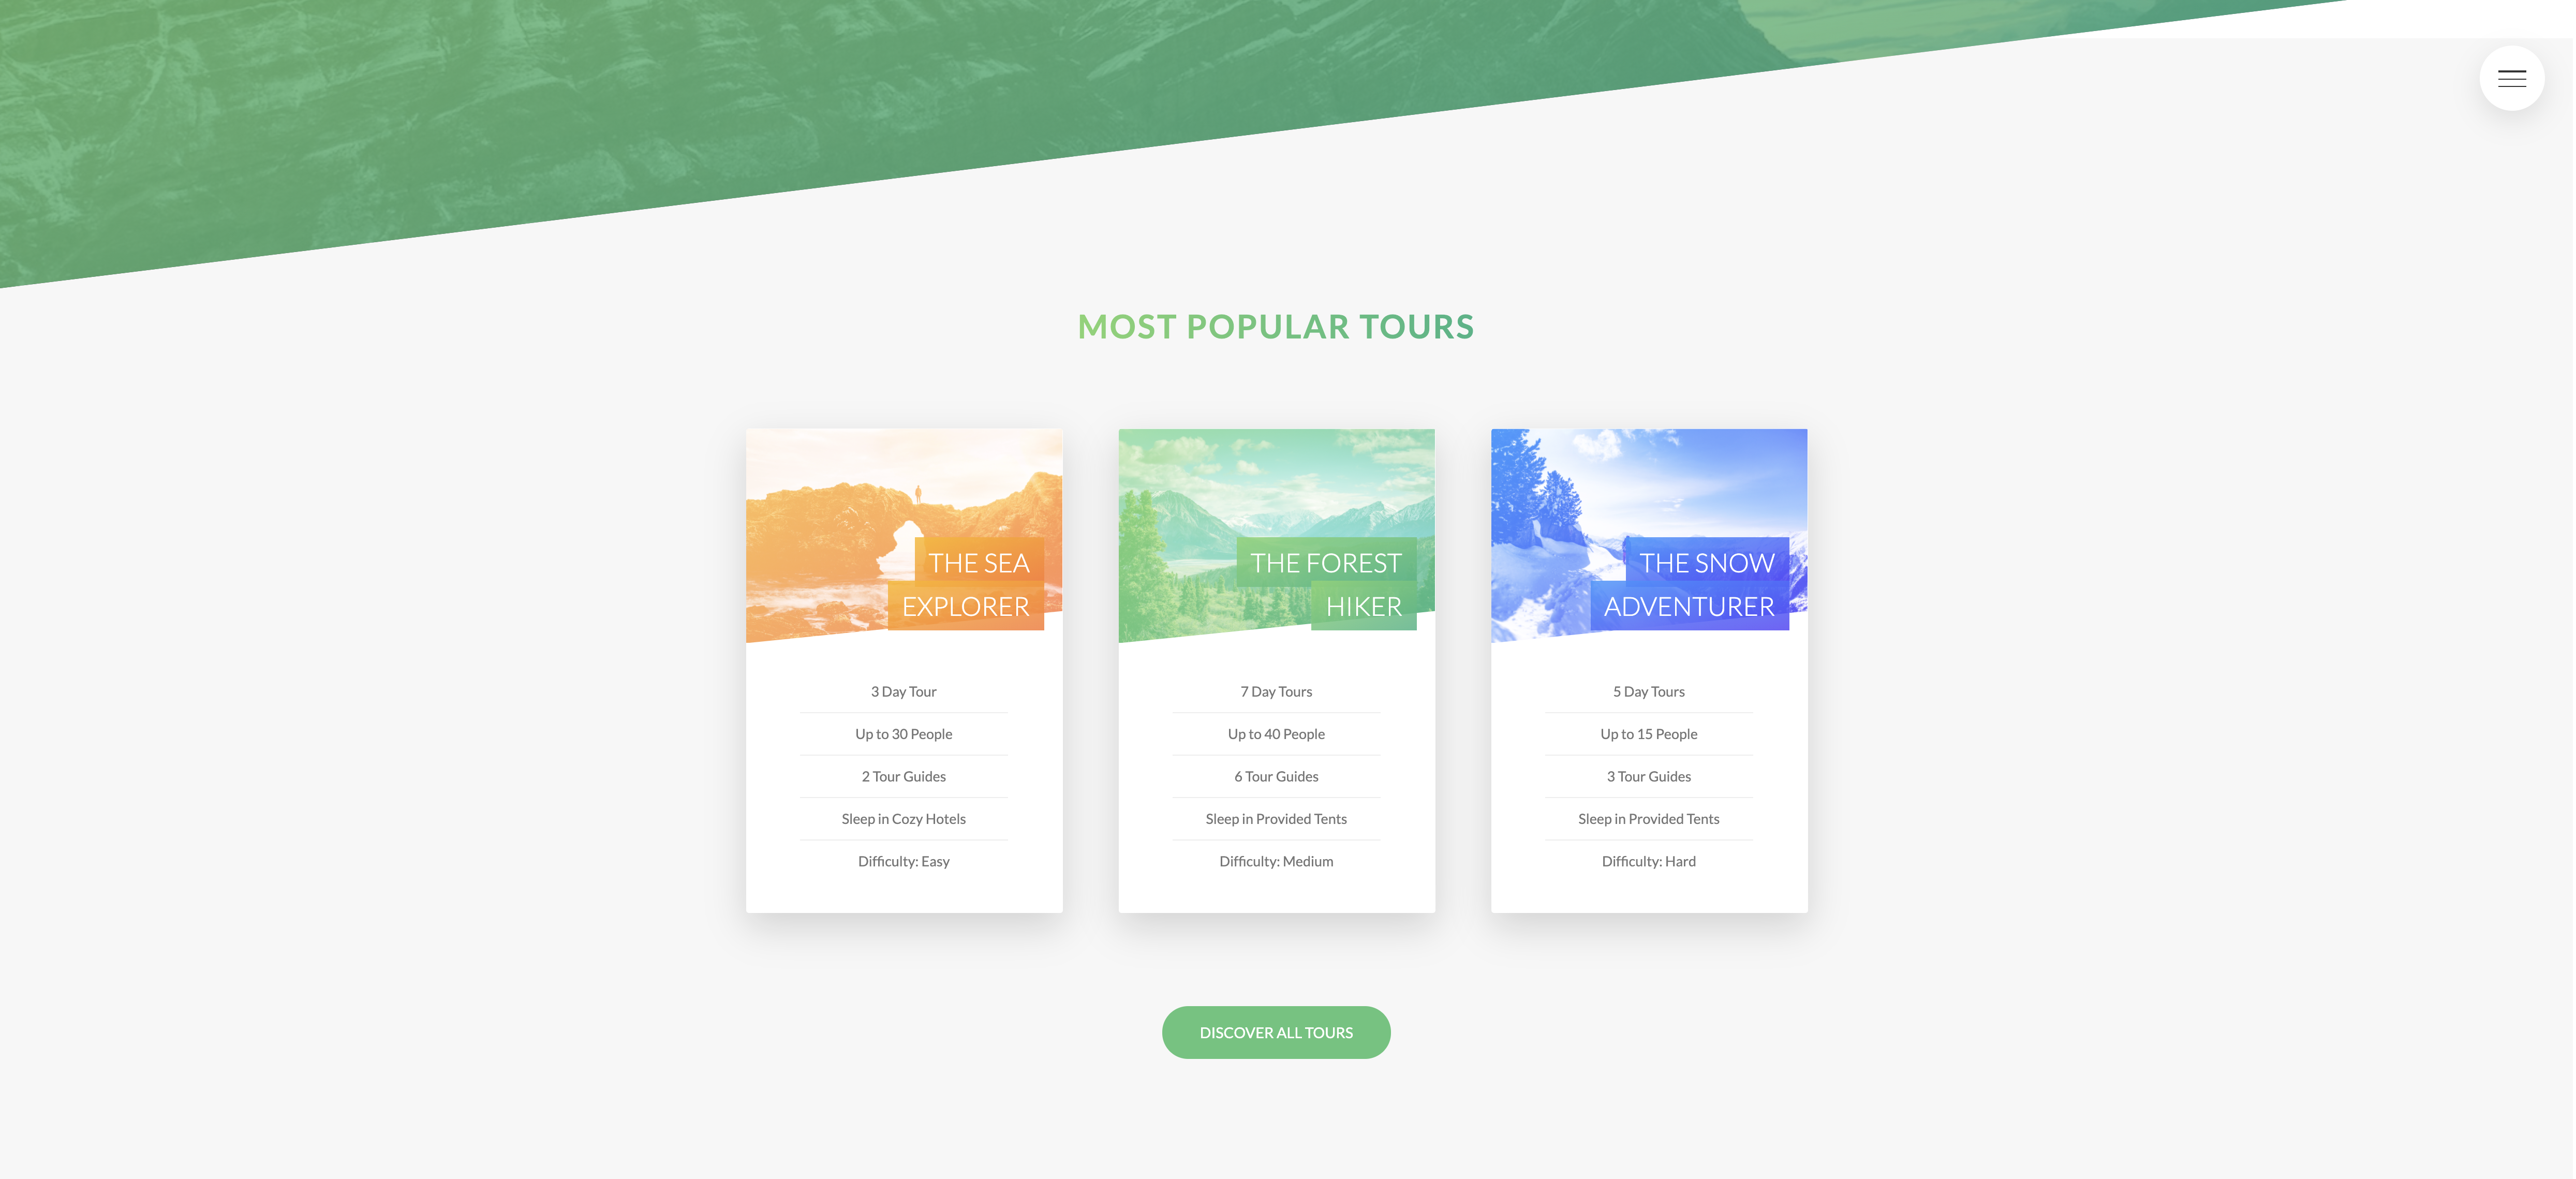 MOST POPULAR TOURS
THE SEA
EXPLORER
3 Day Tour
Up to 30 People
2 Tour Guides
Sleep in Cozy Hotels
Difficulty: Easy
THE FOREST
HIKER
7 Day Tours
Up to 40 People
6 Tour Guides
Sleep in Provided Tents
Difficulty: Medium
THE SNOW
ADVENTURER
5 Day Tours
Up to 15 People
3 Tour Guides
Sleep in Provided Tents
Difficulty: Hard
DISCOVER ALL TOURS